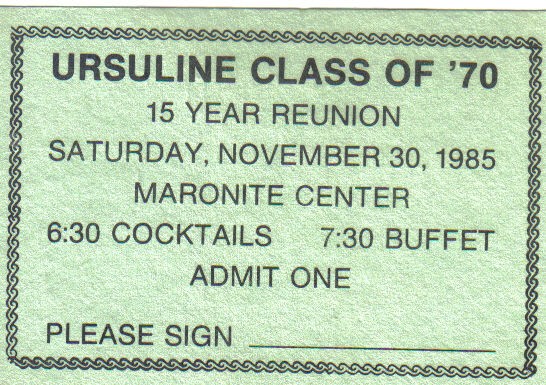 URSULINE CLASS OF '70
15 YEAR REUNION
SATURDAY, NOVEMBER 30, 1985
MARONITE CENTER
6:30 COCKTAILS 7:30 BUFFET
ADMIT ONE
PLEASE SIGN